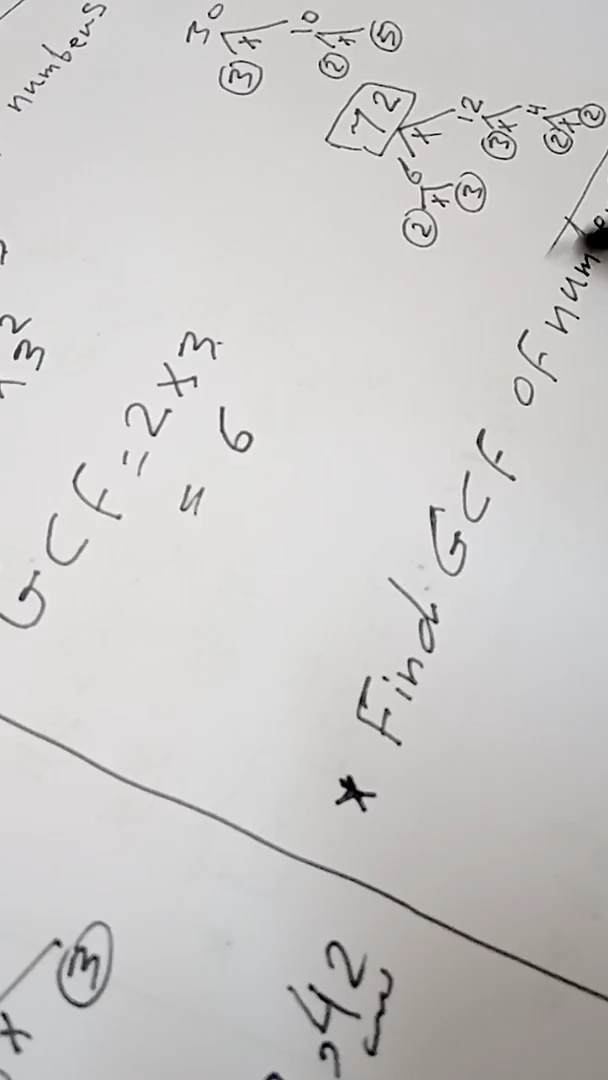 numbers
30
10
3 x
2 x 5
72
6 x 12
2 x 3
3 x 4
2 x 2
3²
GCF = 2 x 3
= 6
* Find GCF of num
x 3
, 42